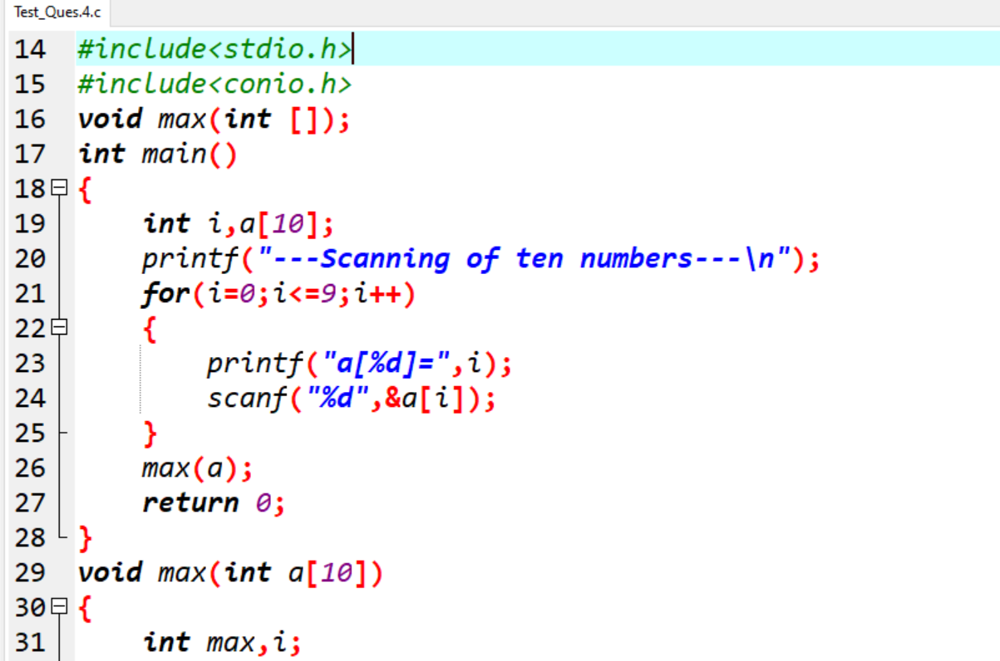 Test_Ques.4.c
14 #include<stdio.h>
15 #include<conio.h>
16 void max(int []);
17 int main()
18 {
19 int i,a[10];
20 printf("---Scanning of ten numbers---\n");
21 for(i=0;i<=9;i++)
22 {
23 printf("a[%d]=",i);
24 scanf("%d",&a[i]);
25 }
26 max(a);
27 return 0;
28 }
29 void max(int a[10])
30 {
31 int max,i;